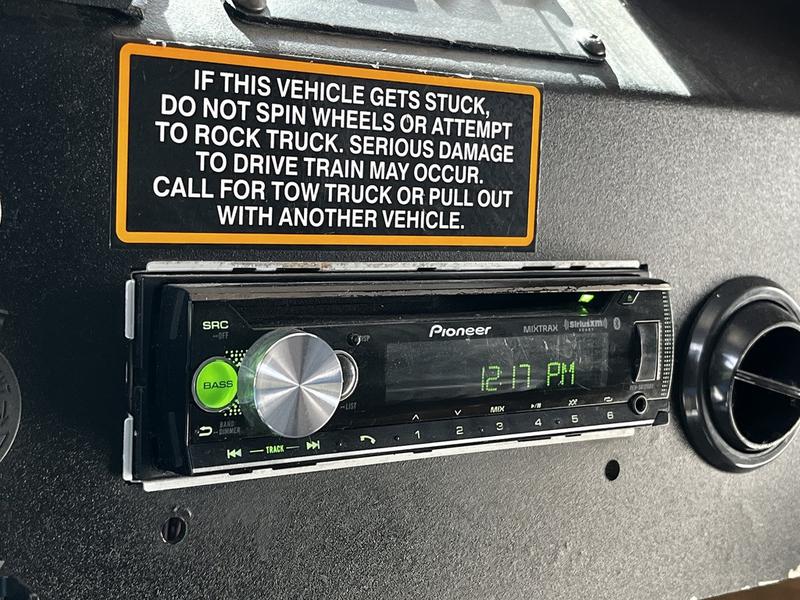 IF THIS VEHICLE GETS STUCK,
DO NOT SPIN WHEELS OR ATTEMPT
TO ROCK TRUCK. SERIOUS DAMAGE
TO DRIVE TRAIN MAY OCCUR.
CALL FOR TOW TRUCK OR PULL OUT
WITH ANOTHER VEHICLE.
SRC
OFF
Pioneer
MIXTRAX
SiriusXM
DISP
BASS
12:17 PM
LIST
BAND
DIMMER
MIX
1 2 3 4 5 6
TRACK